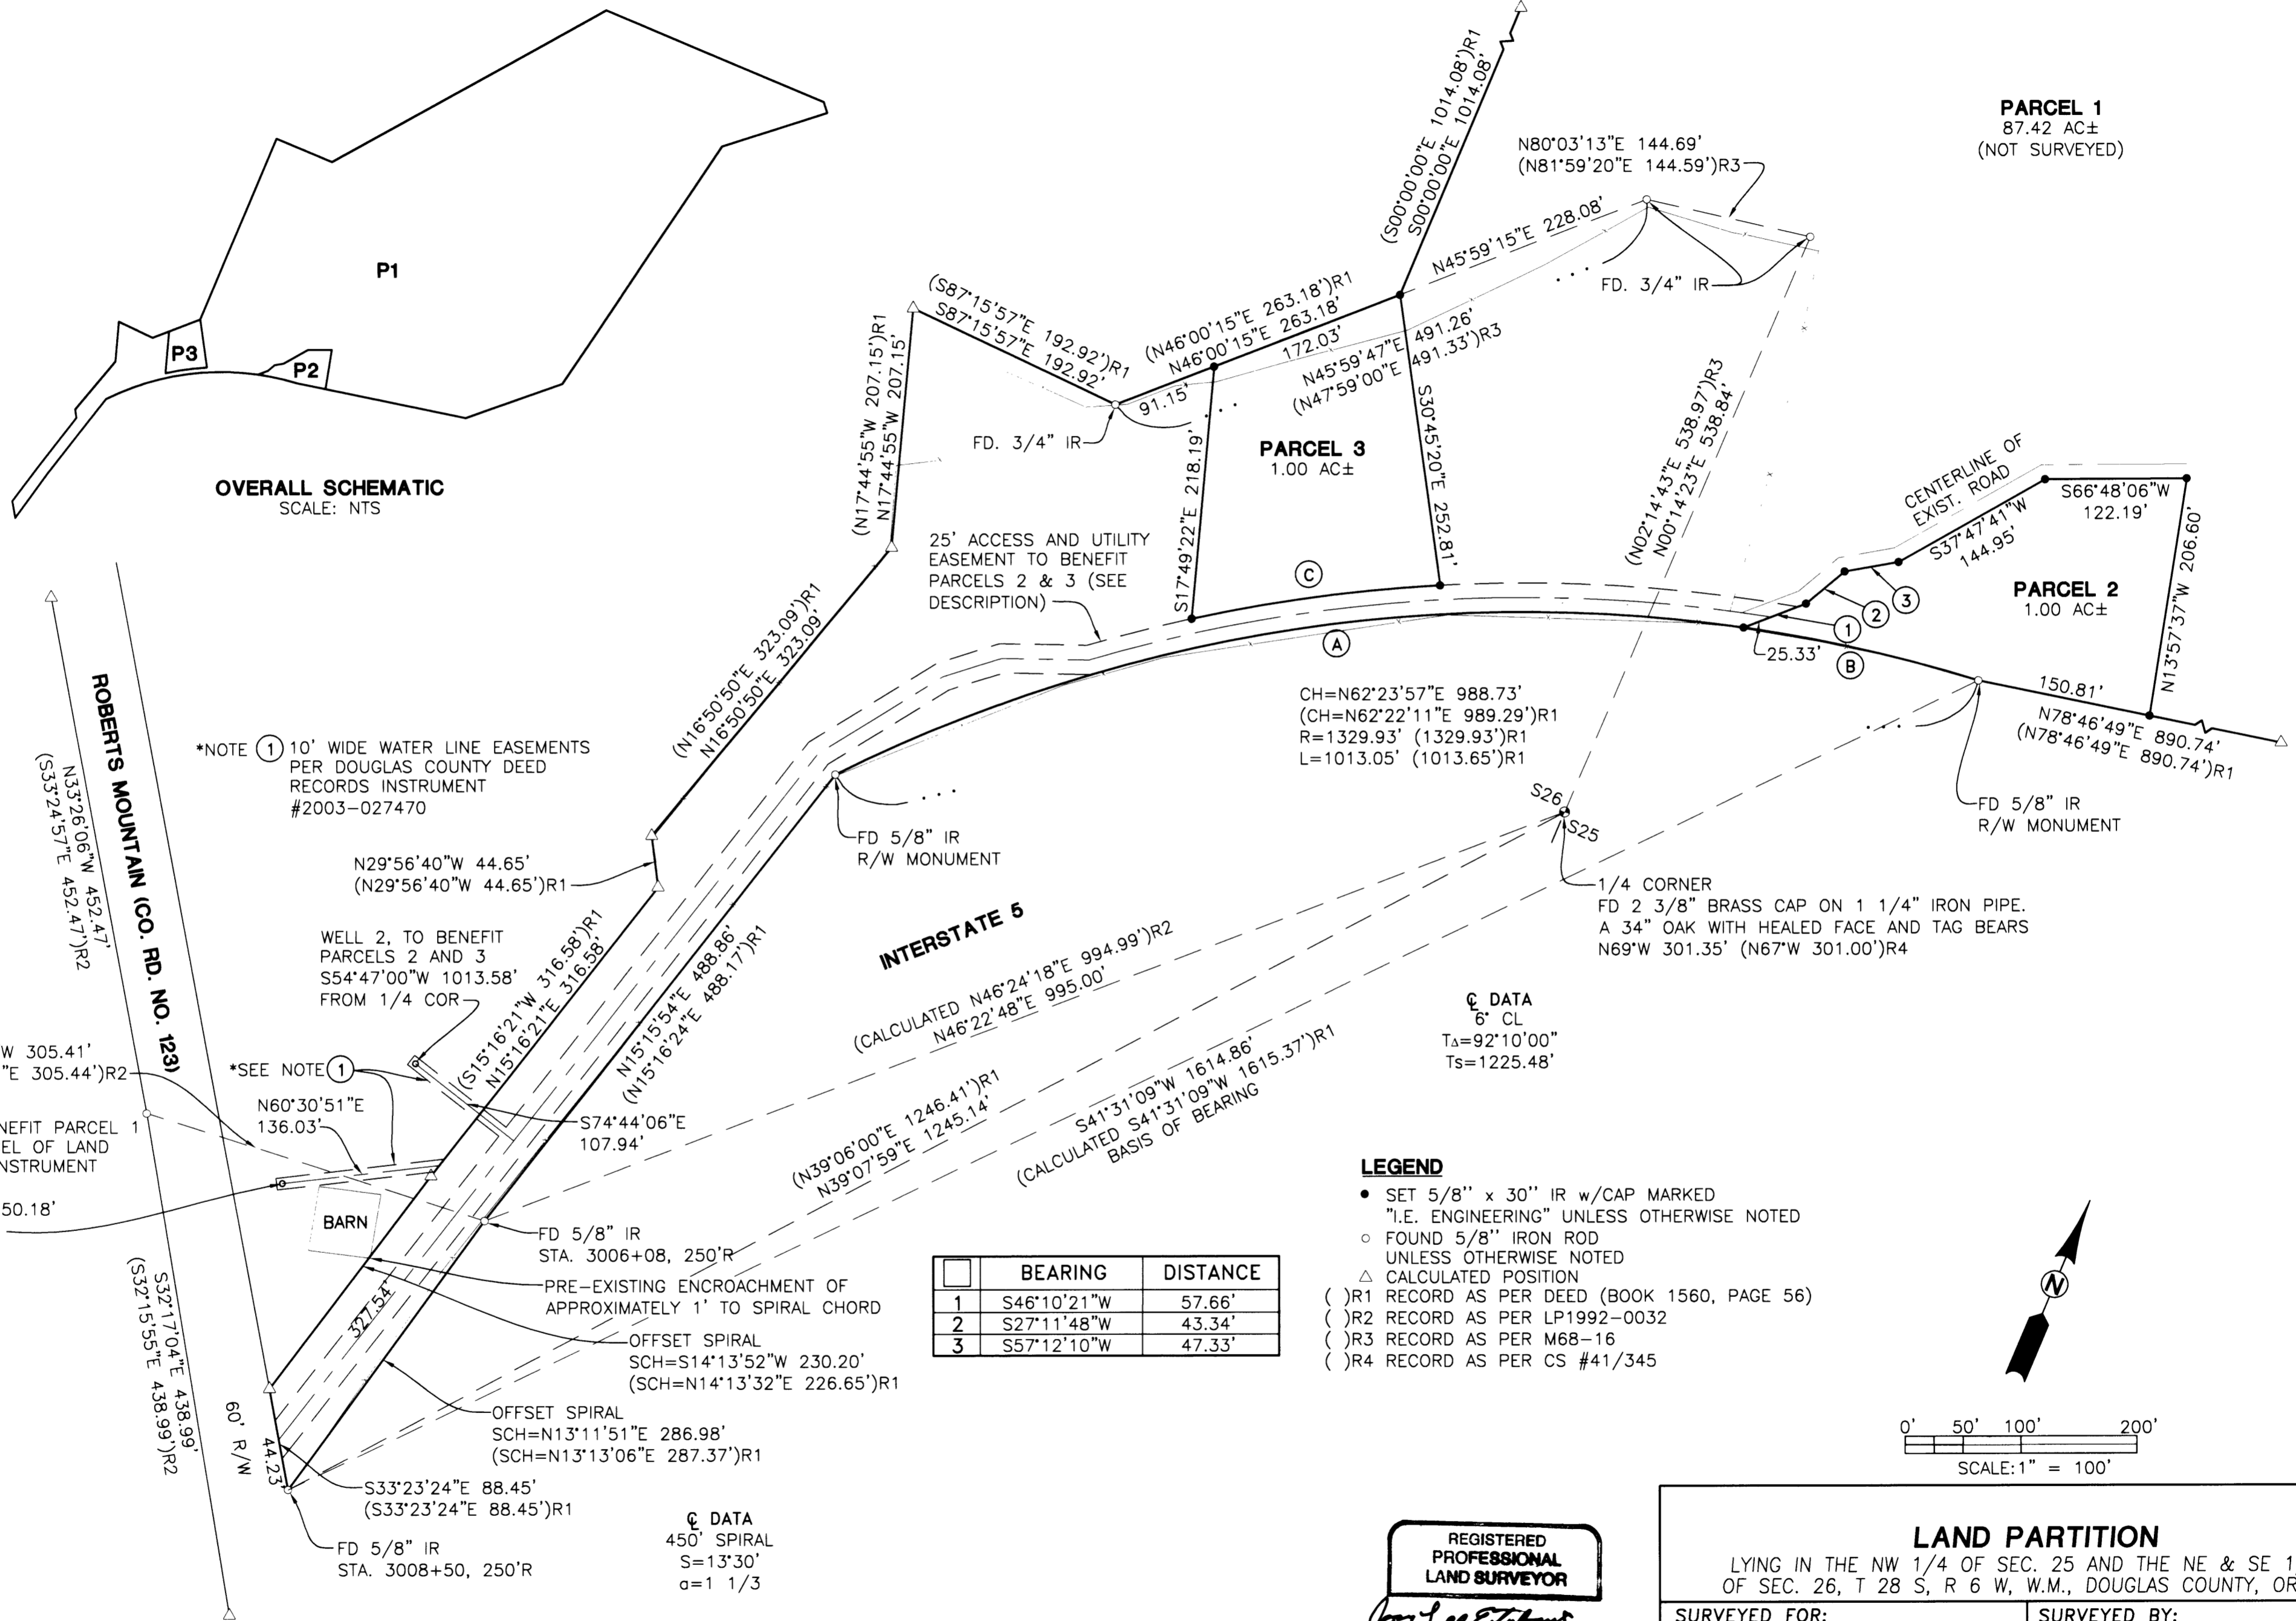 P1
P3
P2
OVERALL SCHEMATIC
SCALE: NTS
PARCEL 1
87.42 AC±
(NOT SURVEYED)
(S00°00'00"E 1014.08')R1
S00°00'00"E 1014.08'
N80°03'13"E 144.69'
(N81°59'20"E 144.59')R3
N45°59'15"E 228.08'
FD. 3/4" IR
(S87°15'57"E 192.92')R1
S87°15'57"E 192.92'
(N46°00'15"E 263.18')R1
N46°00'15"E 263.18'
172.03'
91.15'
N45°59'47"E 491.26'
(N47°59'00"E 491.33')R3
FD. 3/4" IR
(N17°44'55"W 207.15')R1
N17°44'55"W 207.15'
PARCEL 3
1.00 AC±
S17°49'22"E 218.19'
S30°45'20"E 252.81'
(N02°14'43"E 538.97')R3
N00°14'23"E 538.84'
CENTERLINE OF
EXIST. ROAD
S37°47'41"W
144.95'
S66°48'06"W
122.19'
N13°57'37"W 206.60'
PARCEL 2
1.00 AC±
25' ACCESS AND UTILITY
EASEMENT TO BENEFIT
PARCELS 2 & 3 (SEE
DESCRIPTION)
C
A
3
2
1
B
25.33'
150.81'
N78°46'49"E 890.74'
(N78°46'49"E 890.74')R1
FD 5/8" IR
R/W MONUMENT
CH=N62°23'57"E 988.73'
(CH=N62°22'11"E 989.29')R1
R=1329.93' (1329.93')R1
L=1013.05' (1013.65')R1
(N16°50'50"E 323.09')R1
N16°50'50"E 323.09'
*NOTE 1 10' WIDE WATER LINE EASEMENTS
PER DOUGLAS COUNTY DEED
RECORDS INSTRUMENT
#2003-027470
ROBERTS MOUNTAIN (CO. RD. NO. 123)
N33°26'06"W 452.47'
(S33°24'57"E 452.47')R2
N29°56'40"W 44.65'
(N29°56'40"W 44.65')R1
FD 5/8" IR
R/W MONUMENT
S26
S25
1/4 CORNER
FD 2 3/8" BRASS CAP ON 1 1/4" IRON PIPE.
A 34" OAK WITH HEALED FACE AND TAG BEARS
N69°W 301.35' (N67°W 301.00')R4
INTERSTATE 5
WELL 2, TO BENEFIT
PARCELS 2 AND 3
S54°47'00"W 1013.58'
FROM 1/4 COR
(S15°16'21"W 316.58')R1
N15°16'21"E 316.58'
N15°15'54"E 488.86'
(N15°16'24"E 488.17')R1
(CALCULATED N46°24'18"E 994.99')R2
N46°22'48"E 995.00'
℄ DATA
6° CL
T∆=92°10'00"
Ts=1225.48'
W 305.41'
"E 305.44')R2
*SEE NOTE 1
N60°30'51"E
136.03'
S74°44'06"E
107.94'
NEFIT PARCEL 1
EL OF LAND
NSTRUMENT
50.18'
BARN
(N39°06'00"E 1246.41')R1
N39°07'59"E 1245.14'
S41°31'09"W 1614.86'
(CALCULATED S41°31'09"W 1615.37')R1
BASIS OF BEARING
FD 5/8" IR
STA. 3006+08, 250'R
PRE-EXISTING ENCROACHMENT OF
APPROXIMATELY 1' TO SPIRAL CHORD
327.54'
OFFSET SPIRAL
SCH=S14°13'52"W 230.20'
(SCH=N14°13'32"E 226.65')R1
OFFSET SPIRAL
SCH=N13°11'51"E 286.98'
(SCH=N13°13'06"E 287.37')R1
S32°17'04"E 438.99'
(S32°15'55"E 438.99')R2
60' R/W
44.23'
S33°23'24"E 88.45'
(S33°23'24"E 88.45')R1
FD 5/8" IR
STA. 3008+50, 250'R
℄ DATA
450' SPIRAL
S=13°30'
a=1 1/3
BEARING DISTANCE
1 S46°10'21"W 57.66'
2 S27°11'48"W 43.34'
3 S57°12'10"W 47.33'
LEGEND
SET 5/8'' x 30'' IR w/CAP MARKED
"I.E. ENGINEERING" UNLESS OTHERWISE NOTED
FOUND 5/8'' IRON ROD
UNLESS OTHERWISE NOTED
CALCULATED POSITION
( )R1 RECORD AS PER DEED (BOOK 1560, PAGE 56)
( )R2 RECORD AS PER LP1992-0032
( )R3 RECORD AS PER M68-16
( )R4 RECORD AS PER CS #41/345
N
0' 50' 100' 200'
SCALE:1" = 100'
REGISTERED
PROFESSIONAL
LAND SURVEYOR
LAND PARTITION
LYING IN THE NW 1/4 OF SEC. 25 AND THE NE & SE 1
OF SEC. 26, T 28 S, R 6 W, W.M., DOUGLAS COUNTY, OR
SURVEYED FOR:
SURVEYED BY: